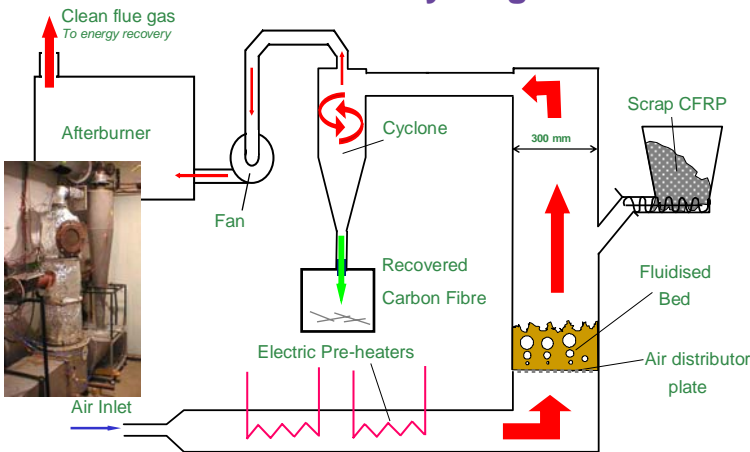 Clean flue gas
To energy recovery
Afterburner
Fan
Cyclone
300 mm
Scrap CFRP
Recovered
Carbon Fibre
Fluidised
Bed
Electric Pre-heaters
Air distributor
plate
Air Inlet